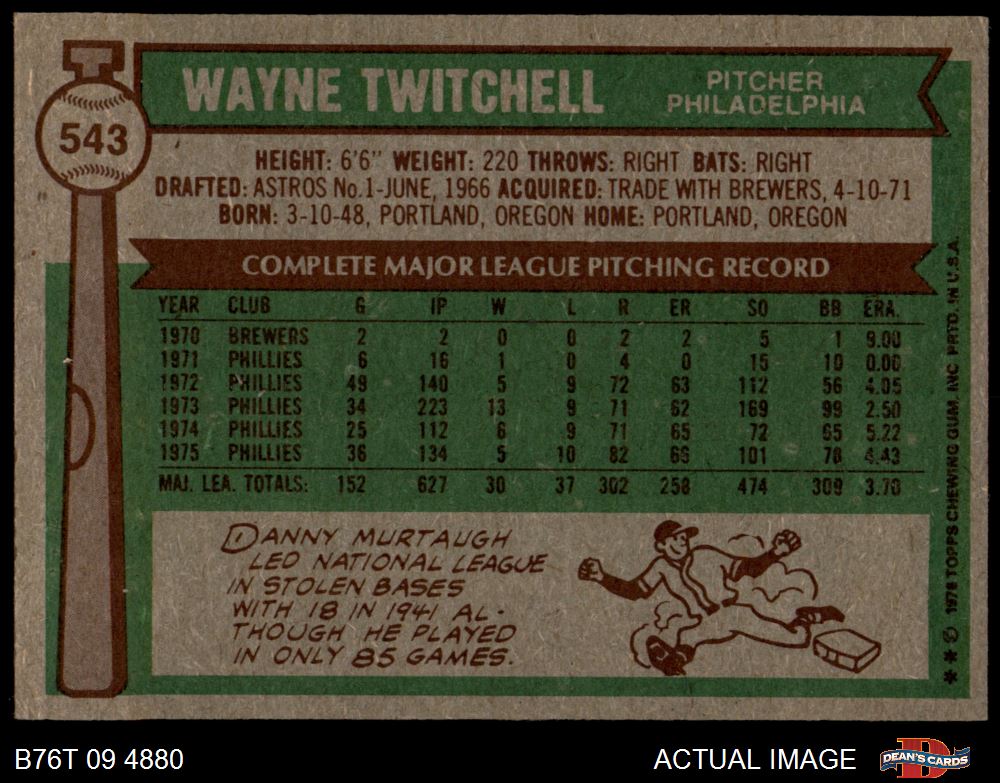 543
WAYNE TWITCHELL
PITCHER
PHILADELPHIA
HEIGHT: 6'6" WEIGHT: 220 THROWS: RIGHT BATS: RIGHT
DRAFTED: ASTROS No.1-JUNE, 1966 ACQUIRED: TRADE WITH BREWERS, 4-10-71
BORN: 3-10-48, PORTLAND, OREGON HOME: PORTLAND, OREGON
COMPLETE MAJOR LEAGUE PITCHING RECORD
YEAR CLUB G IP W L R ER SO BB ERA.
1970 BREWERS 2 2 0 0 2 2 5 1 9.00
1971 PHILLIES 6 16 1 0 4 0 15 10 0.00
1972 PHILLIES 49 140 5 9 72 63 112 56 4.05
1973 PHILLIES 34 223 13 9 71 62 169 99 2.50
1974 PHILLIES 25 112 6 9 71 65 72 65 5.22
1975 PHILLIES 36 134 5 10 82 66 101 78 4.43
MAJ. LEA. TOTALS: 152 627 30 37 302 258 474 309 3.70
DANNY MURTAUGH
LED NATIONAL LEAGUE
IN STOLEN BASES
WITH 18 IN 1941 AL-
THOUGH HE PLAYED
IN ONLY 85 GAMES.
** © 1976 TOPPS CHEWING GUM, INC. PRTD. IN U.S.A.
B76T 09 4880
ACTUAL IMAGE
D
DEAN'S CARDS